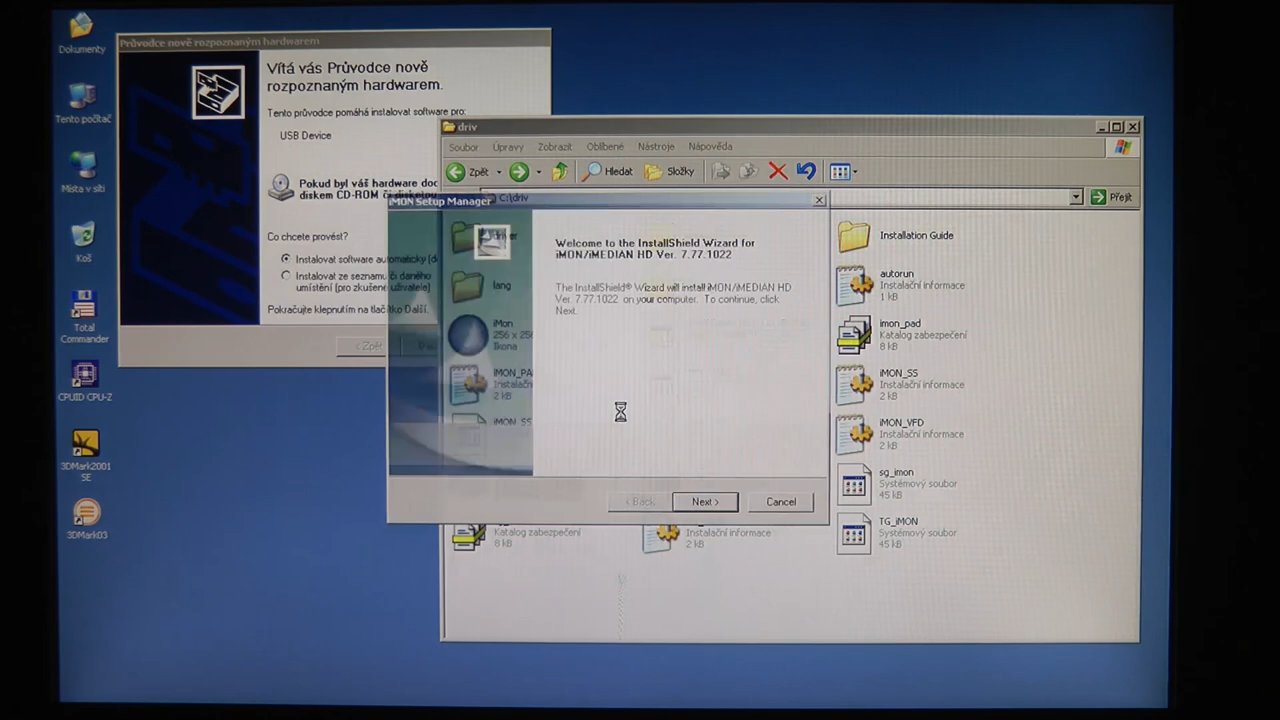 Dokumenty
Tento počítač
Místa v síti
Koš
Total
Commander
CPUID CPU-Z
3DMark2001
SE
3DMark03
Průvodce nově rozpoznaným hardwarem
Vítá vás Průvodce nově
rozpoznaným hardwarem.
Tento průvodce pomáhá instalovat software pro:
USB Device
Pokud byl váš hardware doc
diskem CD-ROM či disketou
Co chcete provést?
Instalovat software automaticky (d
Instalovat ze seznamu či daného
umístění (pro zkušené uživatele)
Pokračujte klepnutím na tlačítko Další.
< Zpět
driv
Soubor Úpravy Zobrazit Oblíbené Nástroje Nápověda
Zpět Hledat Složky
C:\driv
Přejít
iMON Setup Manager
Welcome to the InstallShield Wizard for
iMON/iMEDIAN HD Ver. 7.77.1022
The InstallShield® Wizard will install iMON/iMEDIAN HD
Ver. 7.77.1022 on your computer. To continue, click
Next.
< Back
Next >
Cancel
lang
iMon
256 x 256
Ikona
iMON_PA
Instalační
2 kB
iMON_SS
Katalog zabezpečení
8 kB
Instalační informace
2 kB
Installation Guide
autorun
Instalační informace
1 kB
imon_pad
Katalog zabezpečení
8 kB
iMON_SS
Instalační informace
2 kB
iMON_VFD
Instalační informace
2 kB
sg_imon
Systémový soubor
45 kB
TG_iMON
Systémový soubor
45 kB